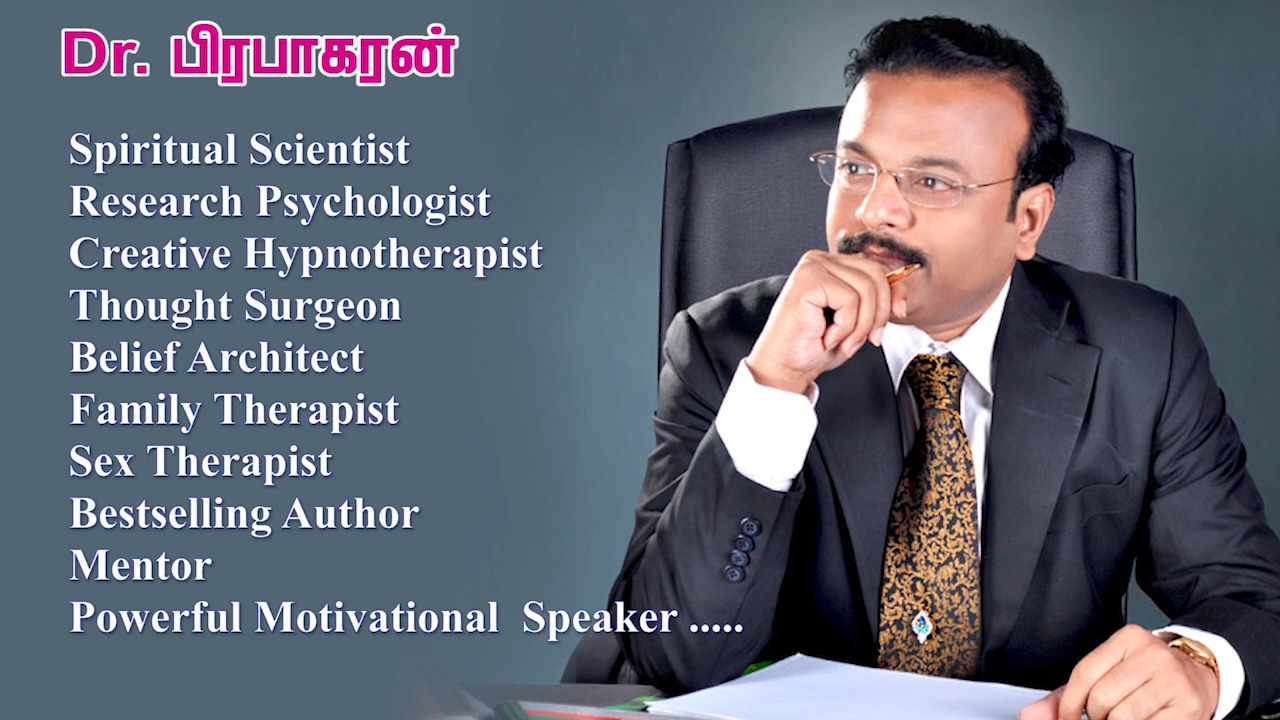 Dr. பிரபாகரன்
Spiritual Scientist
Research Psychologist
Creative Hypnotherapist
Thought Surgeon
Belief Architect
Family Therapist
Sex Therapist
Bestselling Author
Mentor
Powerful Motivational  Speaker .....